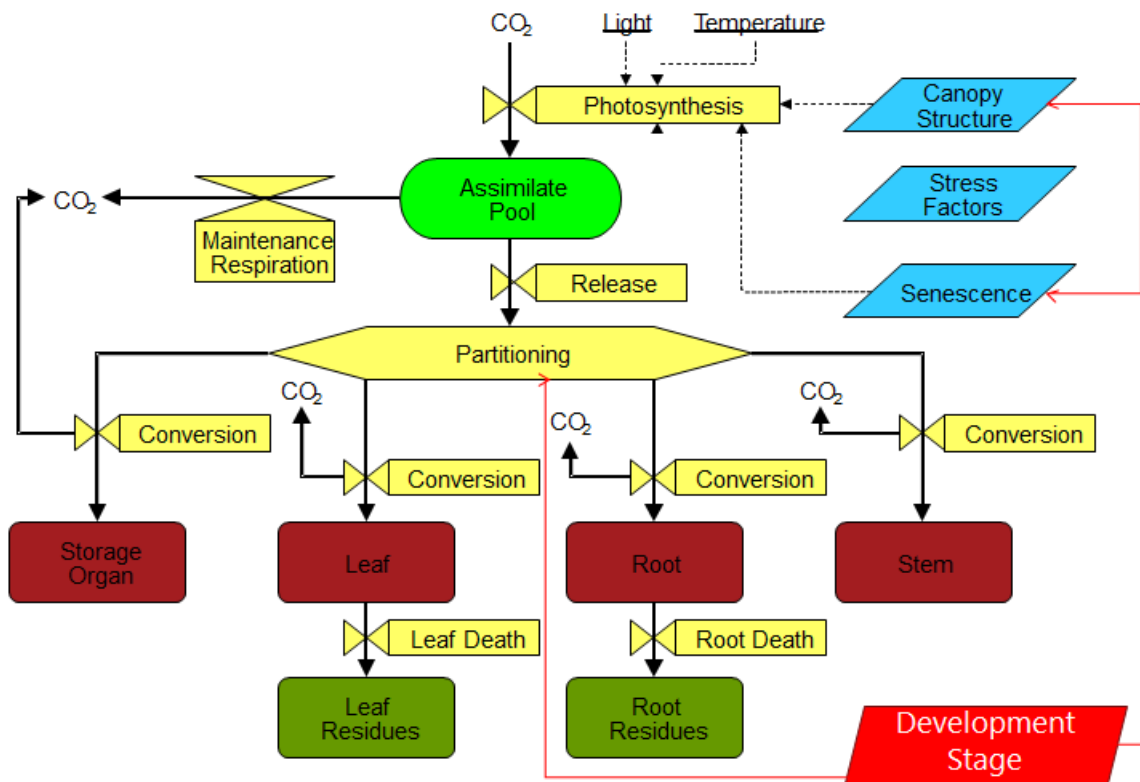 CO2
Light
Temperature
Photosynthesis
Canopy
Structure
Assimilate
Pool
Stress
Factors
CO2
Maintenance
Respiration
Release
Senescence
Partitioning
CO2
CO2
CO2
Conversion
Conversion
Conversion
Conversion
Storage
Organ
Leaf
Root
Stem
Leaf Death
Root Death
Leaf
Residues
Root
Residues
Development
Stage